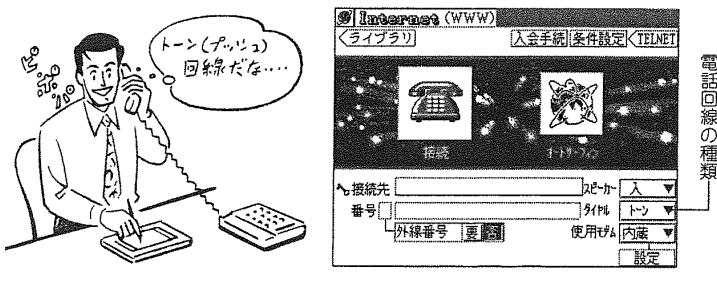 ピポパポ
トーン(プッシュ)
回線だな‥‥
Internet (WWW)
ライブラリ 入会手続 条件設定 TELNET
接続 オートサーフィン
接続先 スピーカー 入
番号 ダイヤル トーン
外線番号 更 否 使用モデム 内蔵
設定
電話回線の種類